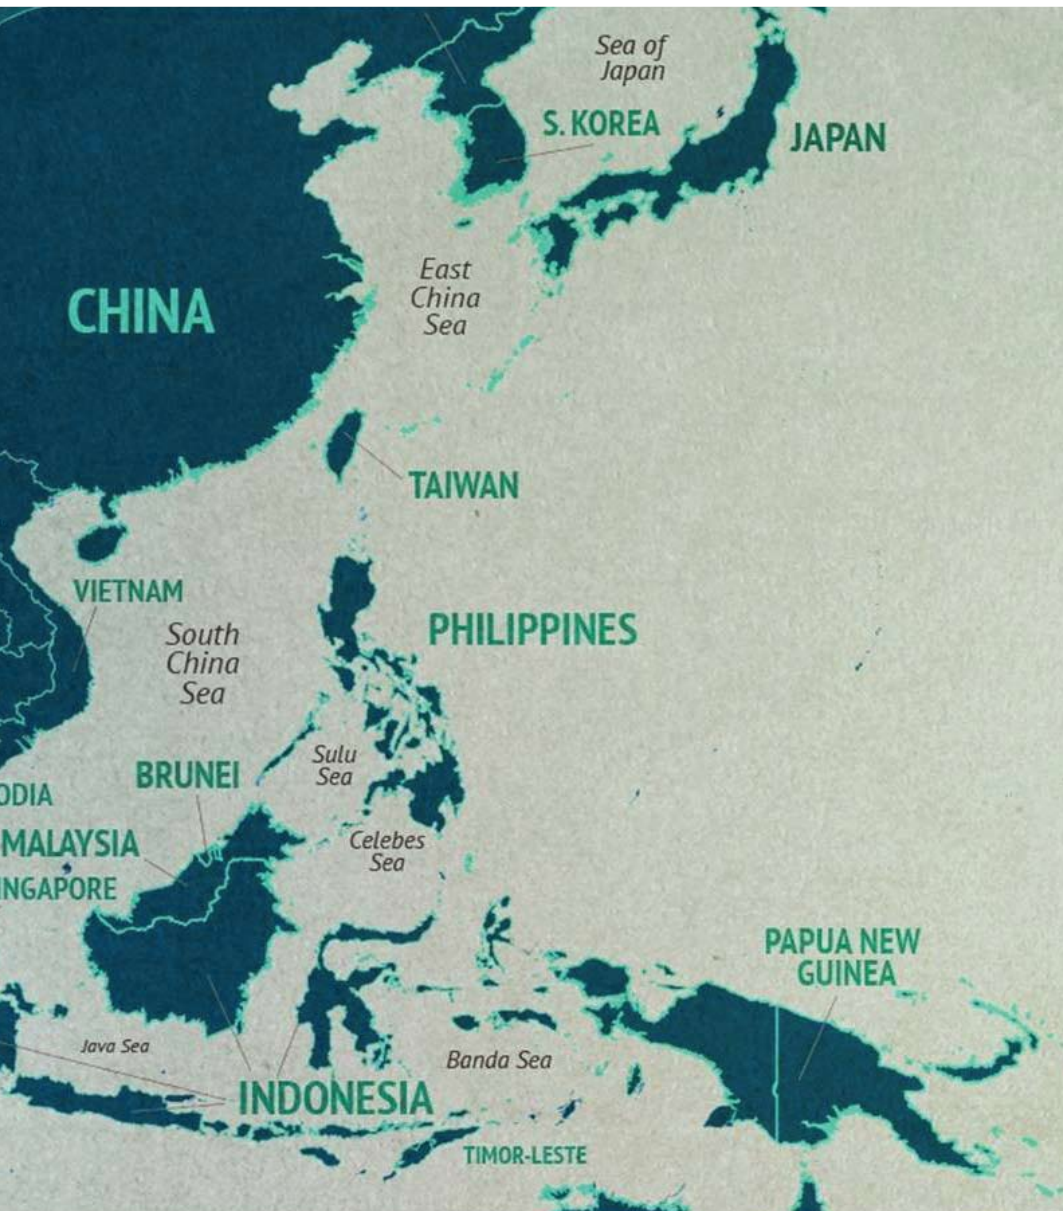 Sea of
Japan
S. KOREA
JAPAN
East
China
Sea
CHINA
TAIWAN
VIETNAM
South
China
Sea
PHILIPPINES
Sulu
Sea
BRUNEI
ODIA
MALAYSIA
Celebes
Sea
INGAPORE
PAPUA NEW
GUINEA
Java Sea
Banda Sea
INDONESIA
TIMOR-LESTE